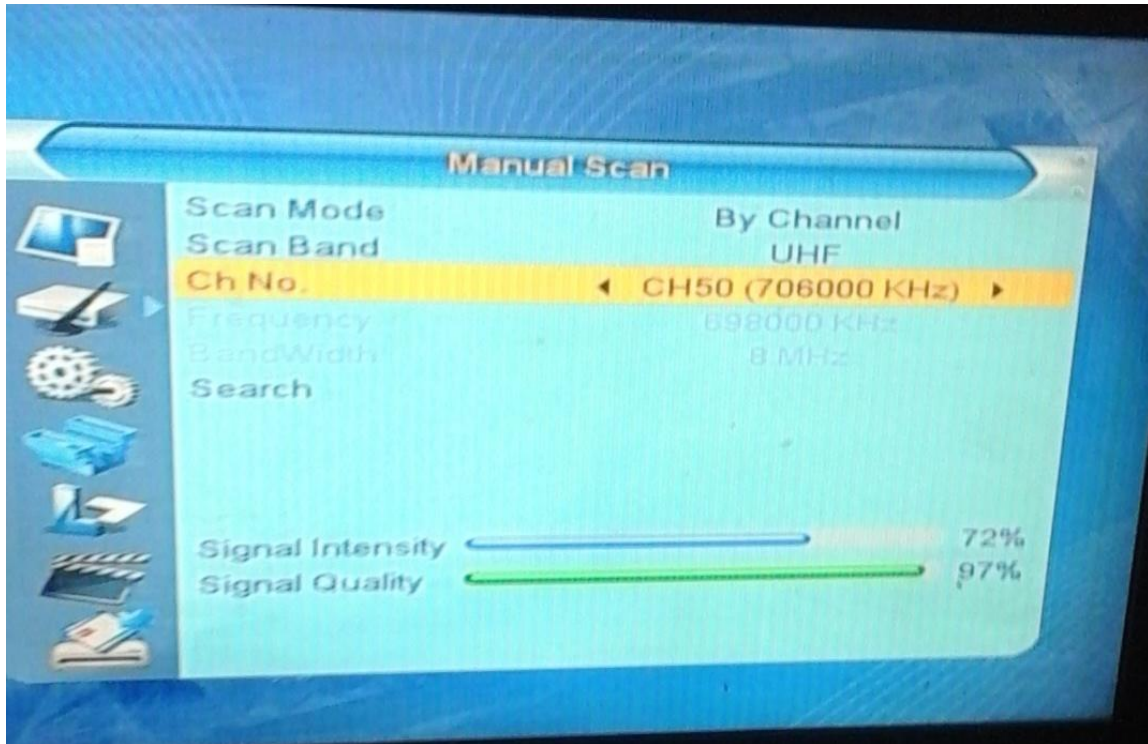 Manual Scan
Scan Mode By Channel
Scan Band UHF
Ch No. CH50 (706000 KHz)
Frequency 698000 KHz
BandWidth 8 MHz
Search
Signal Intensity 72%
Signal Quality 97%